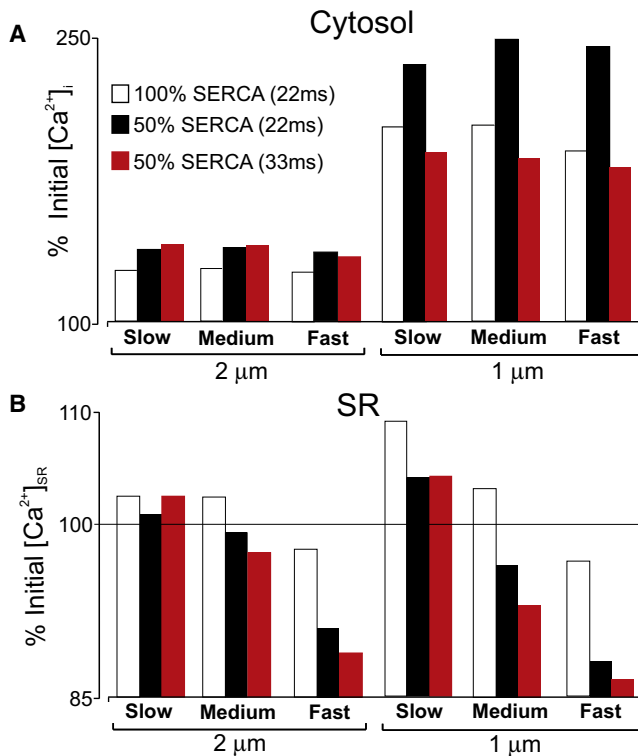 A Cytosol
250
100% SERCA (22ms)
50% SERCA (22ms)
50% SERCA (33ms)
% Initial [Ca²⁺]ᵢ
100
Slow Medium Fast Slow Medium Fast
2 μm 1 μm
B SR
110
100
% Initial [Ca²⁺]SR
85
Slow Medium Fast Slow Medium Fast
2 μm 1 μm